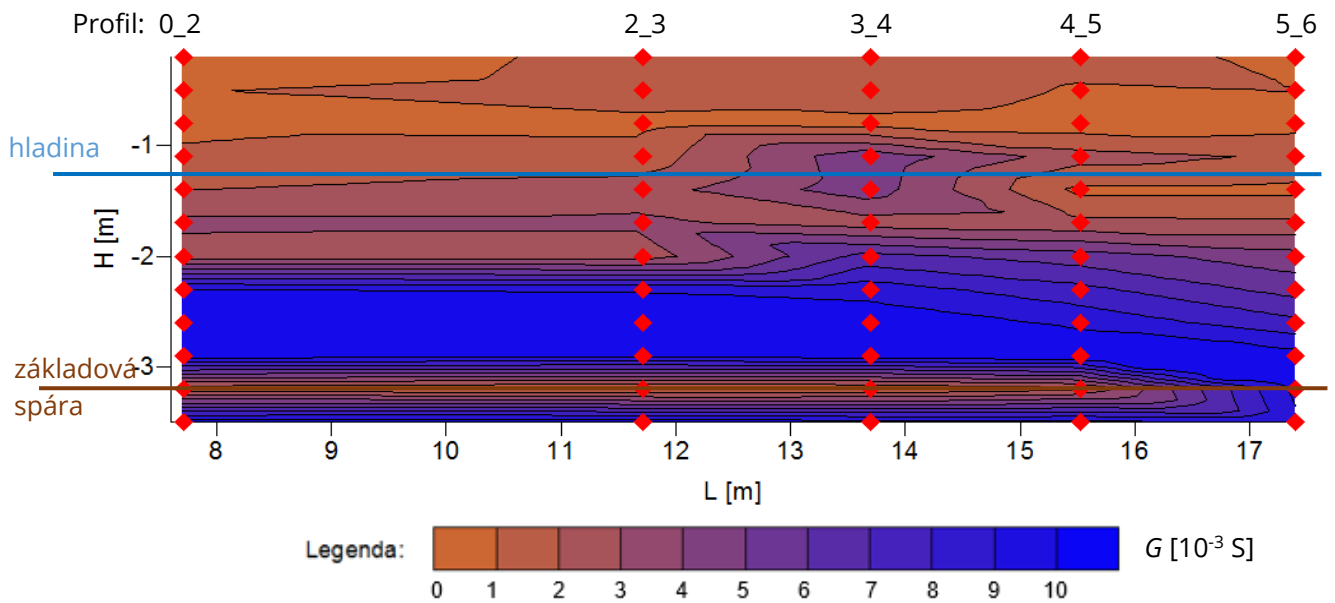 Profil: 0_2 2_3 3_4 4_5 5_6
hladina
-1
H [m]
-2
základová
-3
spára
8 9 10 11 12 13 14 15 16 17
L [m]
Legenda:
G [10⁻³ S]
0 1 2 3 4 5 6 7 8 9 10